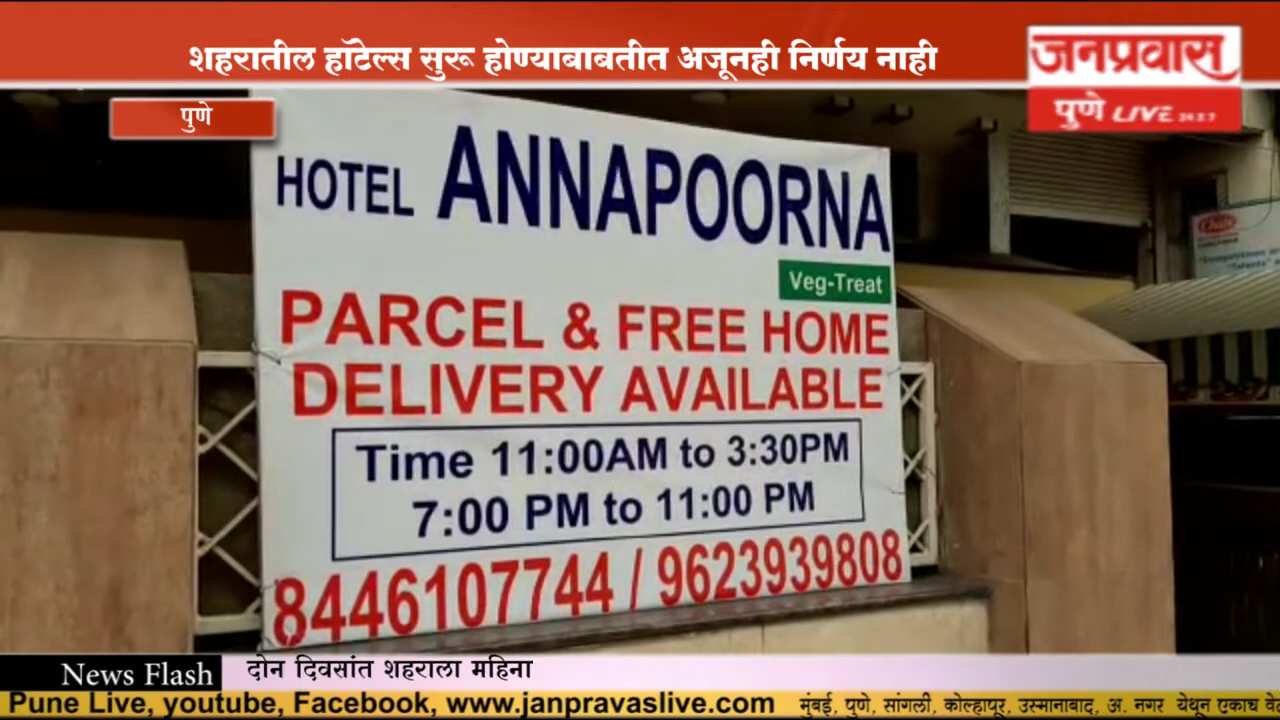 शहरातील हॉटेल्स सुरू होण्याबाबतीत अजूनही निर्णय नाही
जनप्रवास
पुणे LIVE 24x7
पुणे
HOTEL ANNAPOORNA
Veg-Treat
PARCEL & FREE HOME
DELIVERY AVAILABLE
Time 11:00AM to 3:30PM
7:00 PM to 11:00 PM
8446107744 / 9623939808
News Flash
दोन दिवसांत शहराला महिना
Pune Live, youtube, Facebook, www.janpravaslive.com
मुंबई, पुणे, सांगली, कोल्हापूर, उस्मानाबाद, अ. नगर येथून एकाच वे